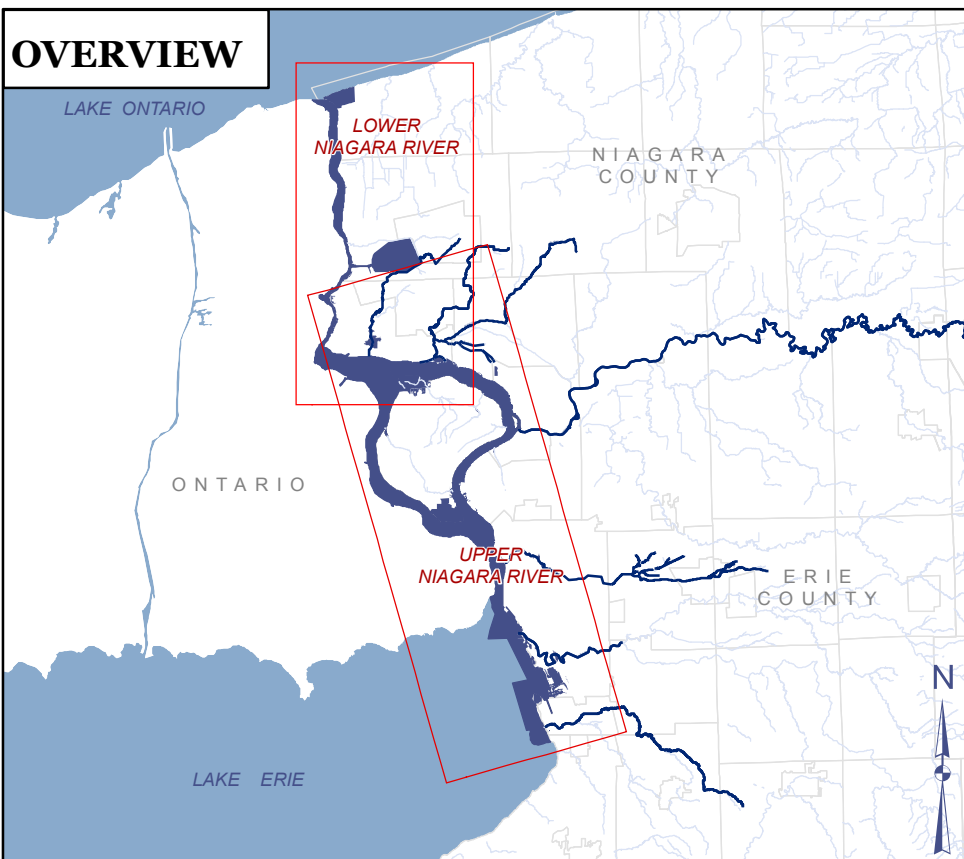 OVERVIEW
LAKE ONTARIO
LOWER
NIAGARA RIVER
NIAGARA
COUNTY
ONTARIO
UPPER
NIAGARA RIVER
ERIE
COUNTY
N
LAKE ERIE